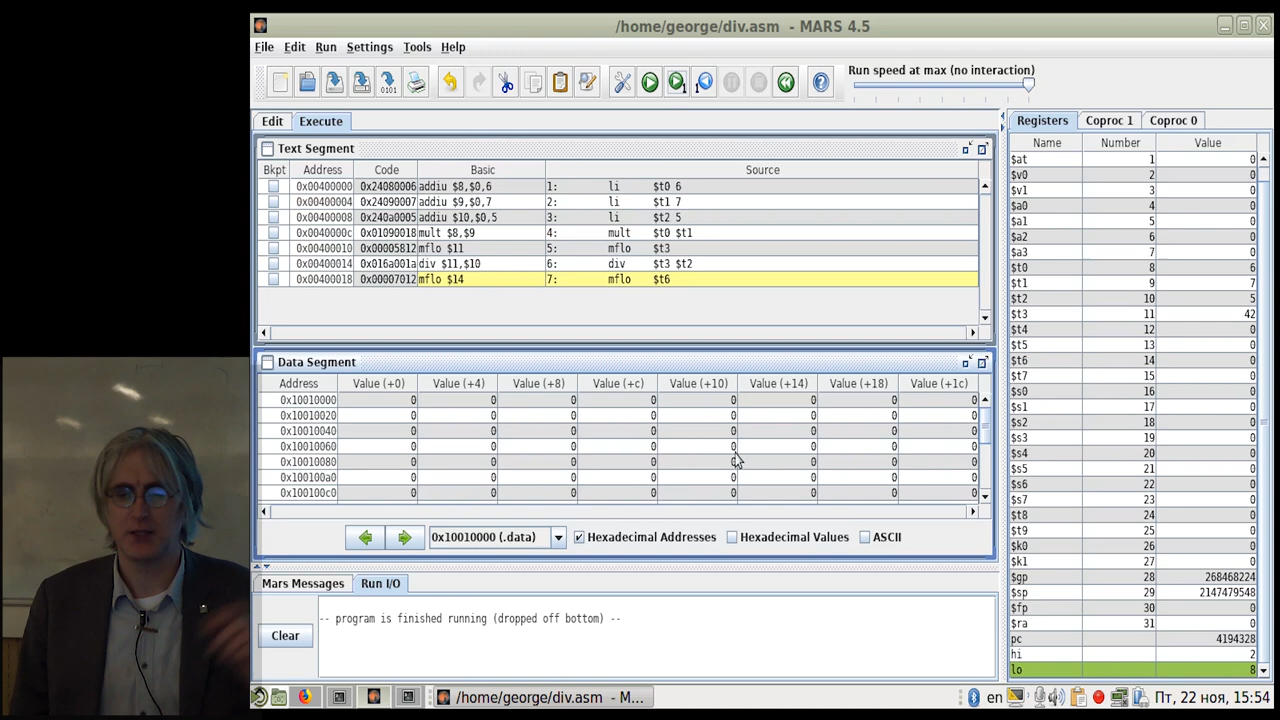 /home/george/div.asm - MARS 4.5
File Edit Run Settings Tools Help
Run speed at max (no interaction)
Edit Execute
Registers Coproc 1 Coproc 0
Text Segment
Bkpt Address Code Basic Source
0x00400000 0x24080006 addiu $8,$0,6 1: li $t0 6
0x00400004 0x24090007 addiu $9,$0,7 2: li $t1 7
0x00400008 0x240a0005 addiu $10,$0,5 3: li $t2 5
0x0040000c 0x01090018 mult $8,$9 4: mult $t0 $t1
0x00400010 0x00005812 mflo $11 5: mflo $t3
0x00400014 0x016a001a div $11,$10 6: div $t3 $t2
0x00400018 0x00007012 mflo $14 7: mflo $t6
Data Segment
Address Value (+0) Value (+4) Value (+8) Value (+c) Value (+10) Value (+14) Value (+18) Value (+1c)
0x10010000 0 0 0 0 0 0 0 0
0x10010020 0 0 0 0 0 0 0 0
0x10010040 0 0 0 0 0 0 0 0
0x10010060 0 0 0 0 0 0 0 0
0x10010080 0 0 0 0 0 0 0 0
0x100100a0 0 0 0 0 0 0 0 0
0x100100c0 0 0 0 0 0 0 0 0
0x10010000 (.data) Hexadecimal Addresses Hexadecimal Values ASCII
Mars Messages Run I/O
-- program is finished running (dropped off bottom) --
Clear
Name Number Value
$at 1 0
$v0 2 0
$v1 3 0
$a0 4 0
$a1 5 0
$a2 6 0
$a3 7 0
$t0 8 6
$t1 9 7
$t2 10 5
$t3 11 42
$t4 12 0
$t5 13 0
$t6 14 0
$t7 15 0
$s0 16 0
$s1 17 0
$s2 18 0
$s3 19 0
$s4 20 0
$s5 21 0
$s6 22 0
$s7 23 0
$t8 24 0
$t9 25 0
$k0 26 0
$k1 27 0
$gp 28 268468224
$sp 29 2147479548
$fp 30 0
$ra 31 0
pc 4194328
hi 2
lo 8
/home/george/div.asm - M... en Пт, 22 ноя, 15:54